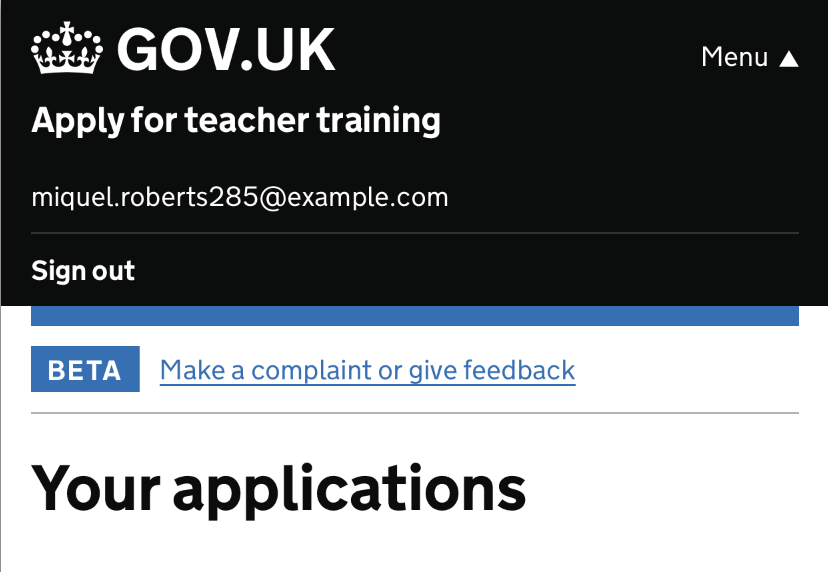 GOV.UK
Menu ▲
Apply for teacher training
miquel.roberts285@example.com
Sign out
BETA Make a complaint or give feedback
Your applications